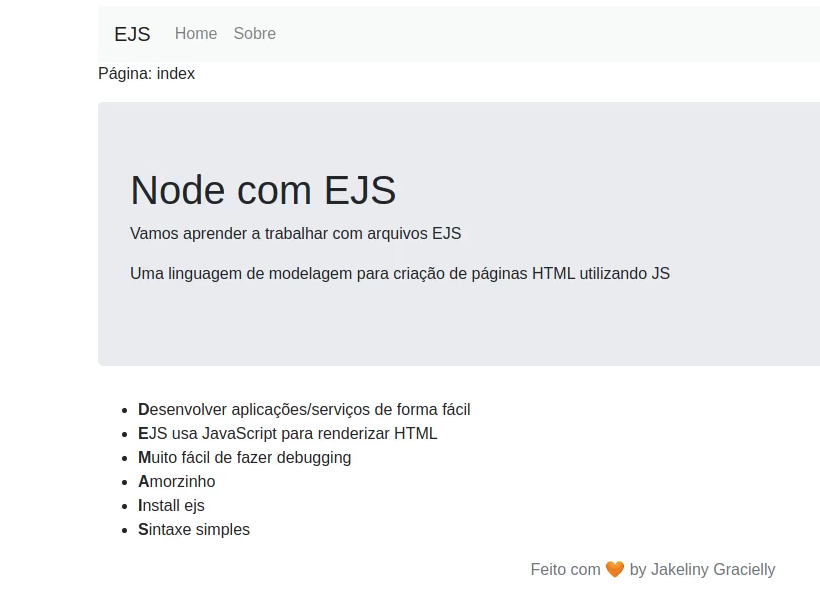 EJS Home Sobre
Página: index
Node com EJS
Vamos aprender a trabalhar com arquivos EJS
Uma linguagem de modelagem para criação de páginas HTML utilizando JS
Desenvolver aplicações/serviços de forma fácil
EJS usa JavaScript para renderizar HTML
Muito fácil de fazer debugging
Amorzinho
Install ejs
Sintaxe simples
Feito com 🧡 by Jakeliny Gracielly